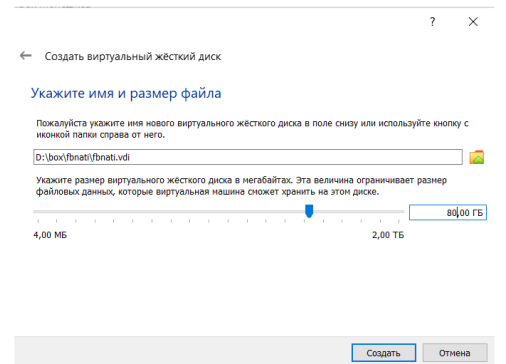 ?
Создать виртуальный жёсткий диск
Укажите имя и размер файла
Пожалуйста укажите имя нового виртуального жёсткого диска в поле снизу или используйте кнопку с
иконкой папки справа от него.
D:\box\fbnati\fbnati.vdi
Укажите размер виртуального жёсткого диска в мегабайтах. Эта величина ограничивает размер
файловых данных, которые виртуальная машина сможет хранить на этом диске.
80,00 ГБ
4,00 МБ
2,00 ТБ
Создать
Отмена